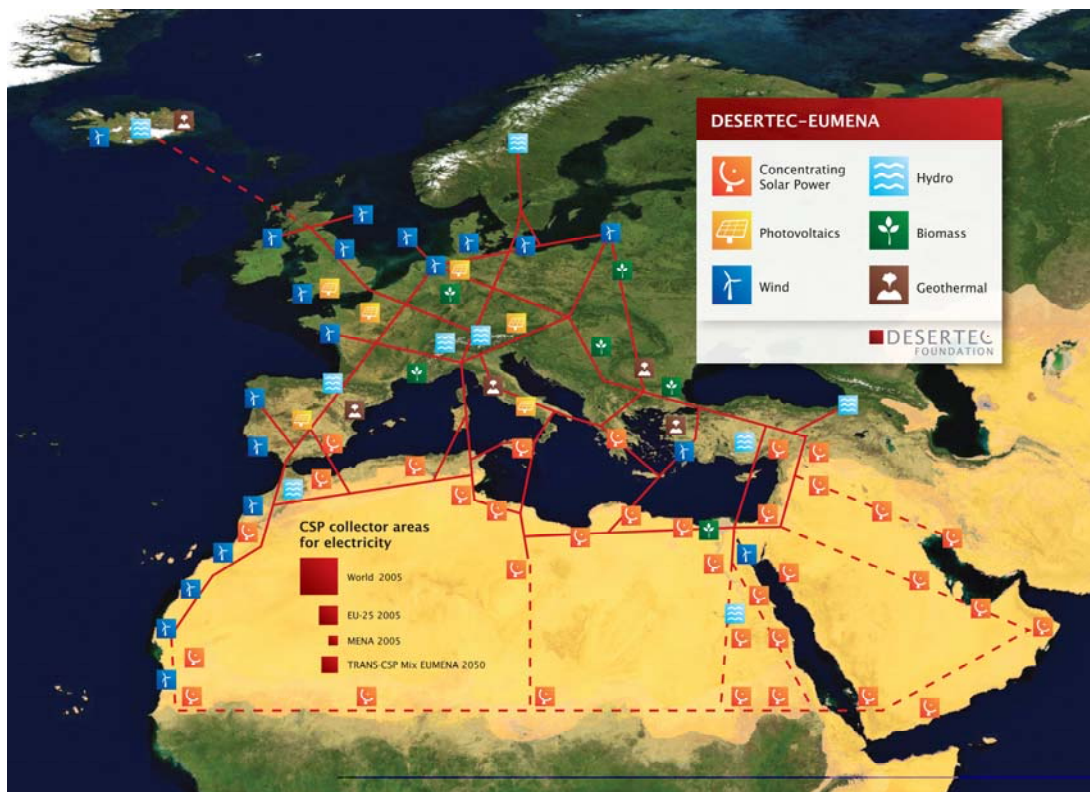 DESERTEC–EUMENA
Concentrating
Solar Power
Hydro
Photovoltaics
Biomass
Wind
Geothermal
DESERTEC
FOUNDATION
CSP collector areas
for electricity
World 2005
EU-25 2005
MENA 2005
TRANS-CSP Mix EUMENA 2050